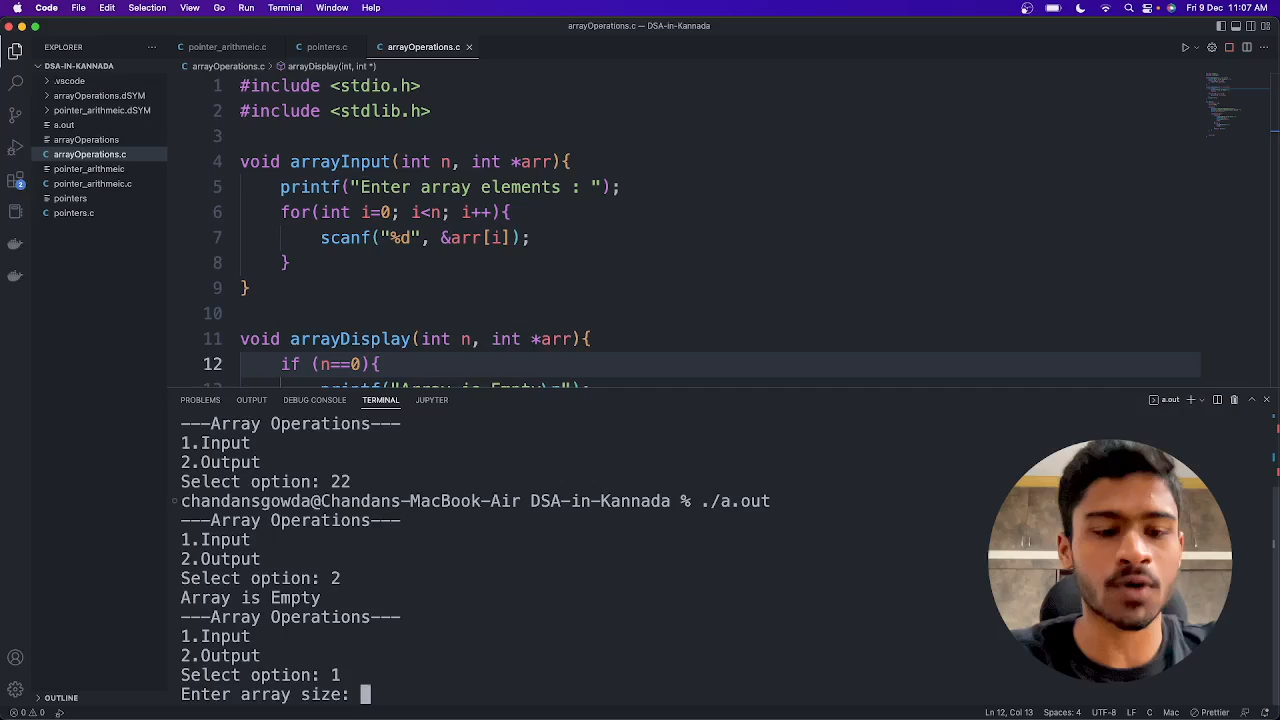 Code File Edit Selection View Go Run Terminal Window Help Fri 9 Dec 11:07 AM
arrayOperations.c — DSA-in-Kannada
EXPLORER
pointer_arithmeic.c pointers.c arrayOperations.c
DSA-IN-KANNADA
arrayOperations.c > arrayDisplay(int, int *)
.vscode
arrayOperations.dSYM
pointer_arithmeic.dSYM
a.out
arrayOperations
arrayOperations.c
pointer_arithmeic
pointer_arithmeic.c
pointers
pointers.c
2
OUTLINE
1 #include <stdio.h>
2 #include <stdlib.h>
3
4 void arrayInput(int n, int *arr){
5 printf("Enter array elements : ");
6 for(int i=0; i<n; i++){
7 scanf("%d", &arr[i]);
8 }
9 }
10
11 void arrayDisplay(int n, int *arr){
12 if (n==0){
13 printf("Array is Empty\n");
PROBLEMS OUTPUT DEBUG CONSOLE TERMINAL JUPYTER a.out
---Array Operations---
1.Input
2.Output
Select option: 22
chandansgowda@Chandans-MacBook-Air DSA-in-Kannada % ./a.out
---Array Operations---
1.Input
2.Output
Select option: 2
Array is Empty
---Array Operations---
1.Input
2.Output
Select option: 1
Enter array size:
0 0 Ln 12, Col 13 Spaces: 4 UTF-8 LF C Mac Prettier